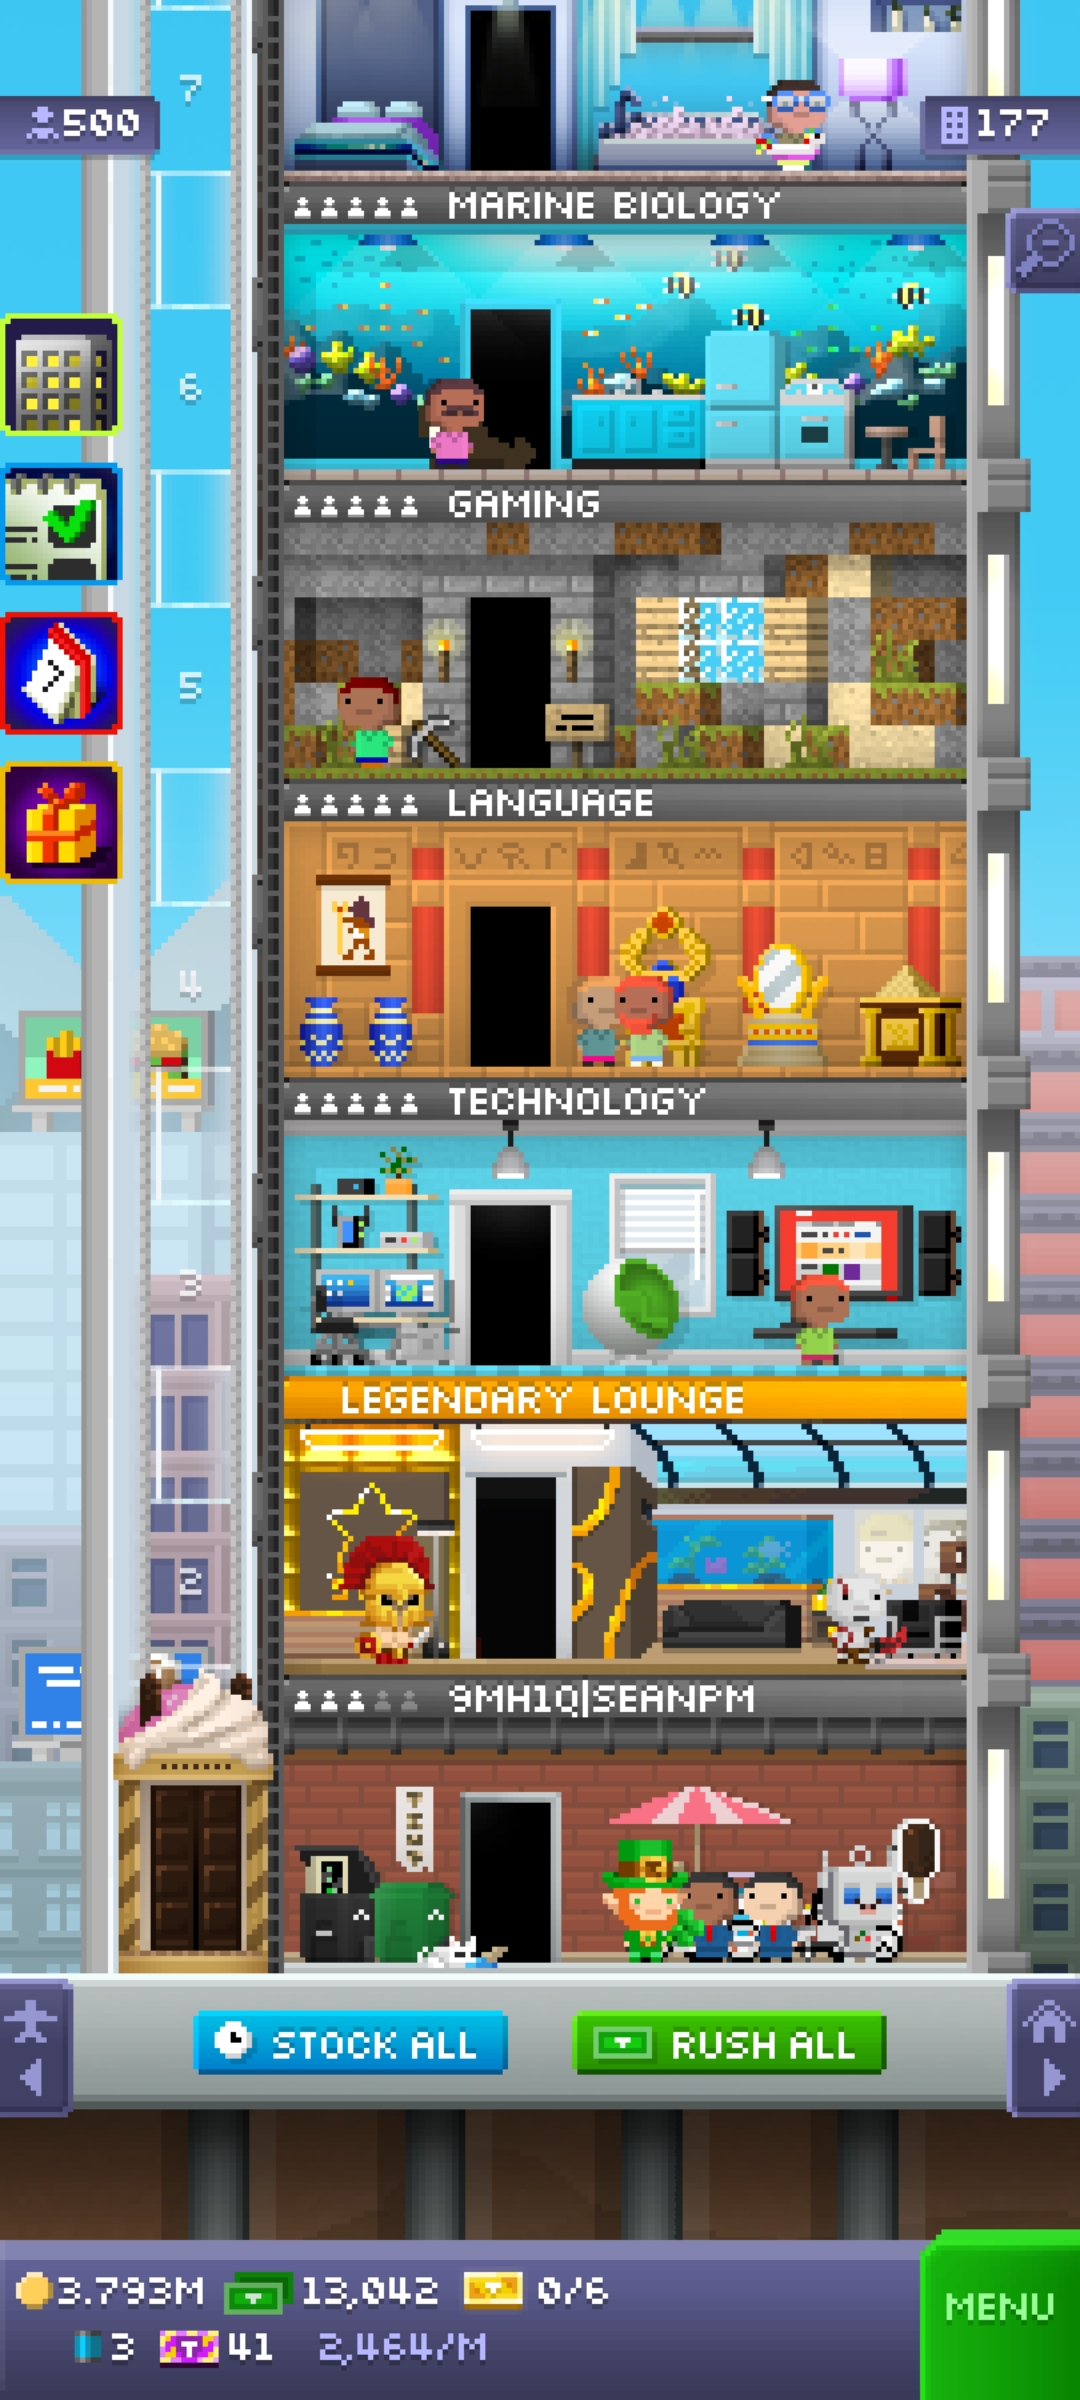 7
500
177
MARINE BIOLOGY
6
GAMING
5
LANGUAGE
4
TECHNOLOGY
3
LEGENDARY LOUNGE
2
9MH1Q|SEANPM
TINY
STOCK ALL
RUSH ALL
3.793M 13,042 0/6
3 41 2,464/M
MENU